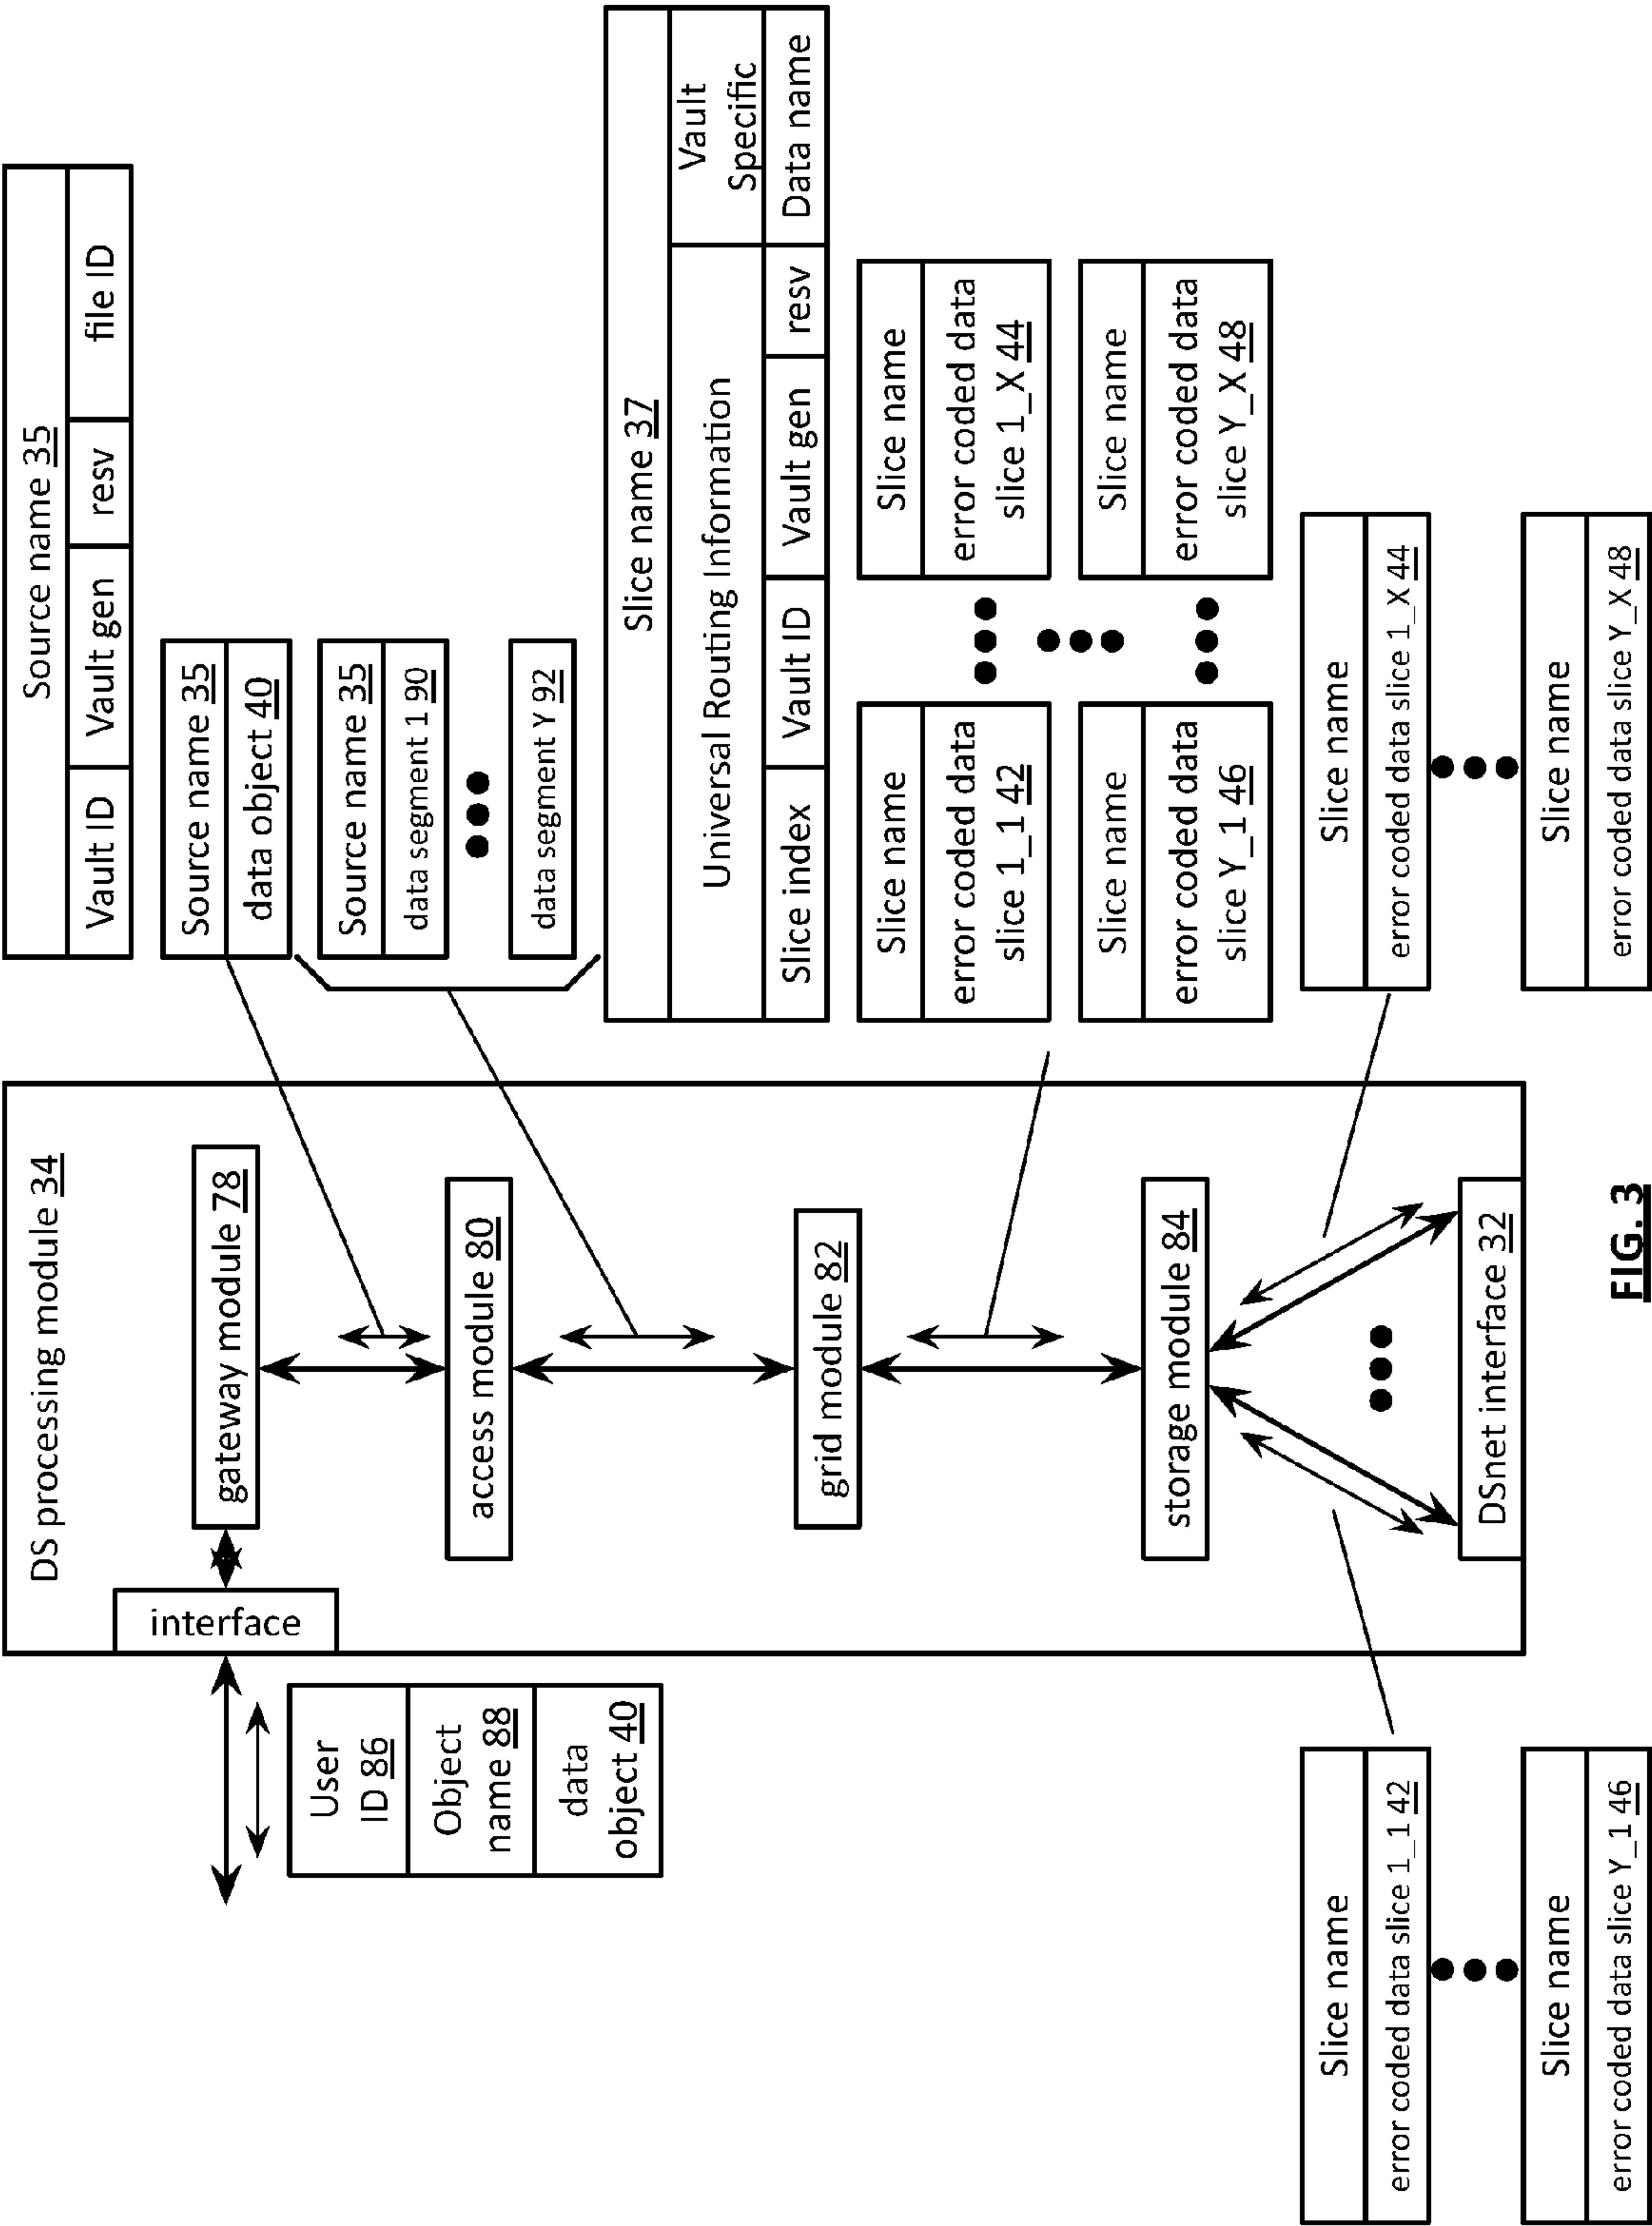 DS processing module 34
interface
gateway module 78
access module 80
grid module 82
storage module 84
DSnet interface 32
User
ID 86
Object
name 88
data
object 40
Source name 35
Vault ID
Vault gen
resv
file ID
Source name 35
data object 40
Source name 35
data segment 1 90
data segment Y 92
Slice name 37
Universal Routing Information
Vault
Specific
Slice index
Vault ID
Vault gen
resv
Data name
Slice name
error coded data
slice 1_1 42
Slice name
error coded data
slice 1_X 44
Slice name
error coded data
slice Y_1 46
Slice name
error coded data
slice Y_X 48
Slice name
error coded data slice 1_1 42
Slice name
error coded data slice Y_1 46
Slice name
error coded data slice 1_X 44
Slice name
error coded data slice Y_X 48
FIG. 3